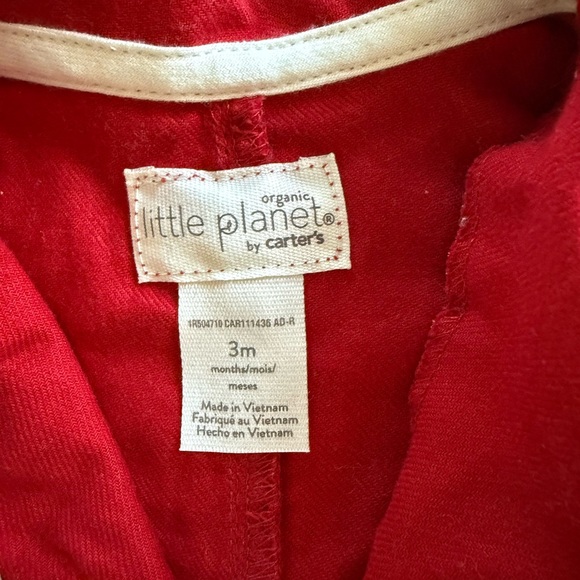 organic
little planet®
by carter's
1R504710 CAR111436 AD-R
3m
months/mois/
meses
Made in Vietnam
Fabriqué au Vietnam
Hecho en Vietnam